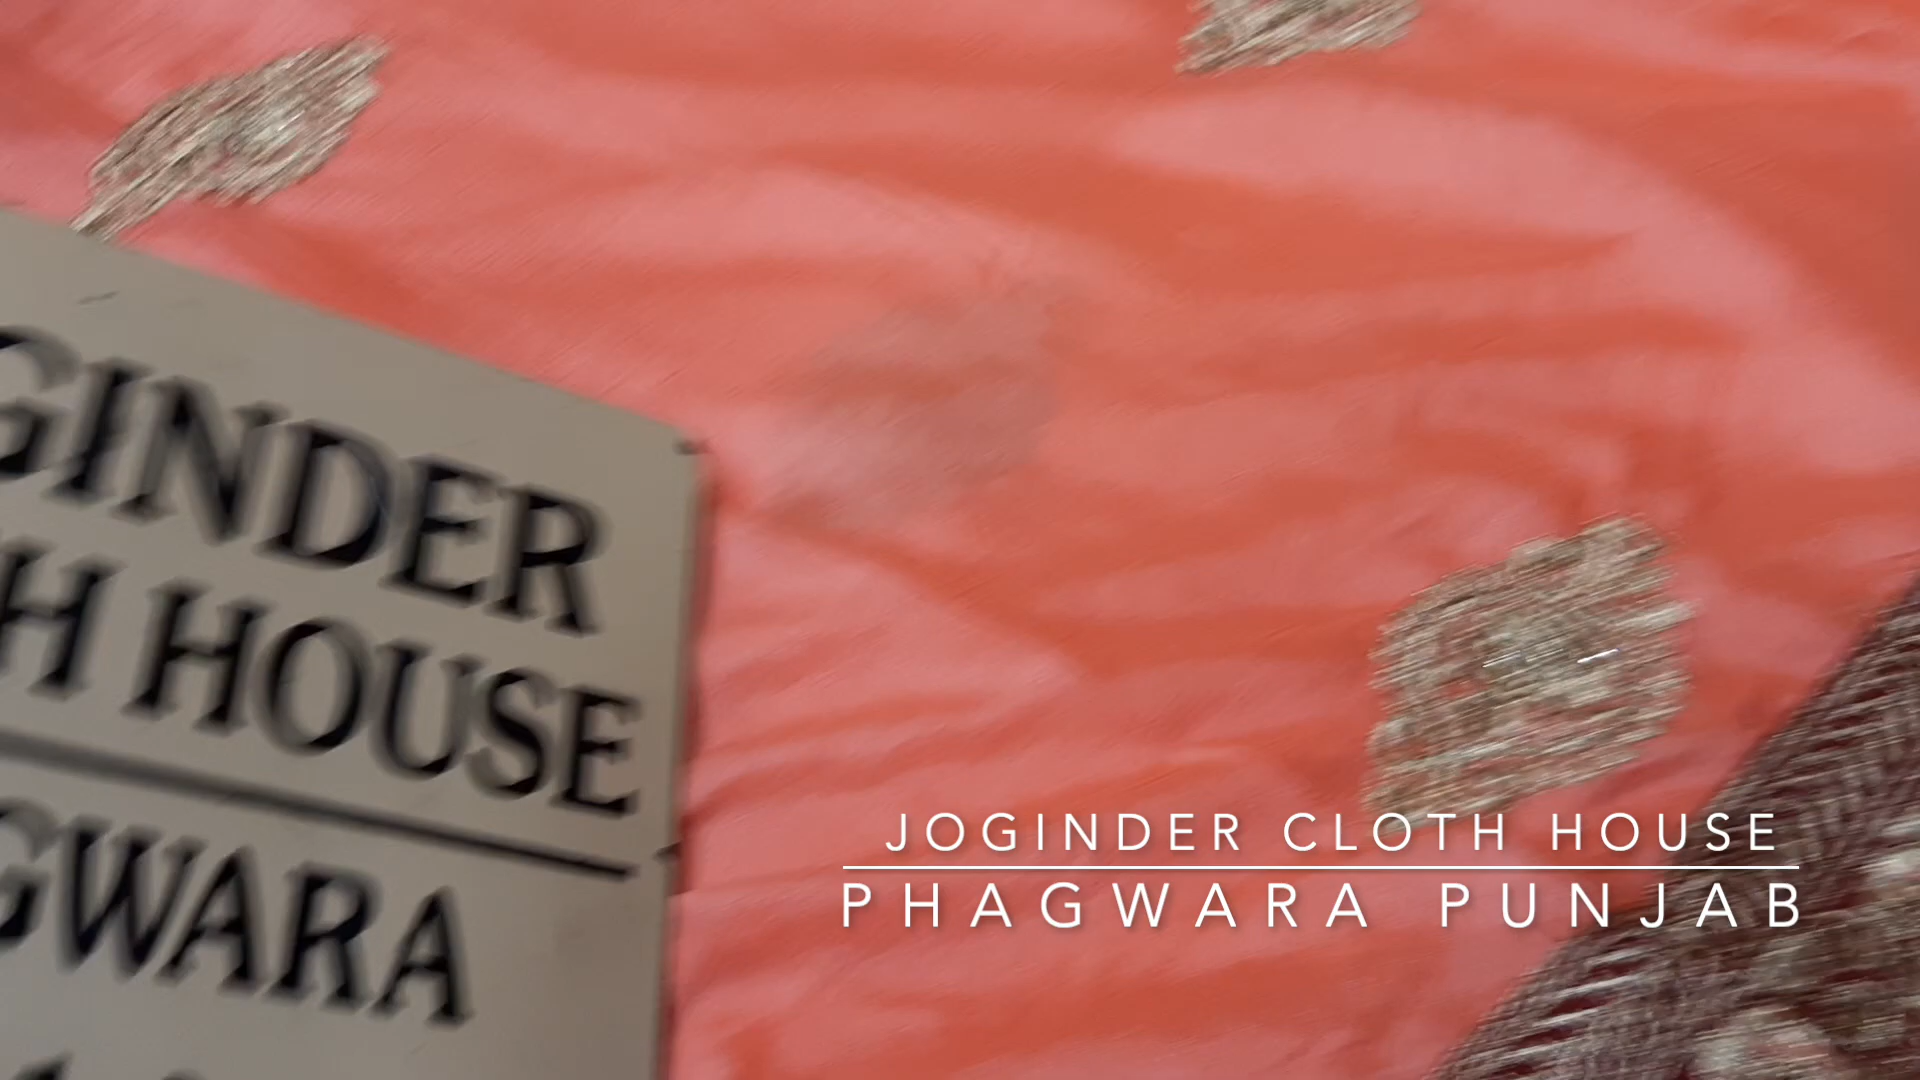 GINDER
H HOUSE
GWARA
JOGINDER CLOTH HOUSE
PHAGWARA PUNJAB